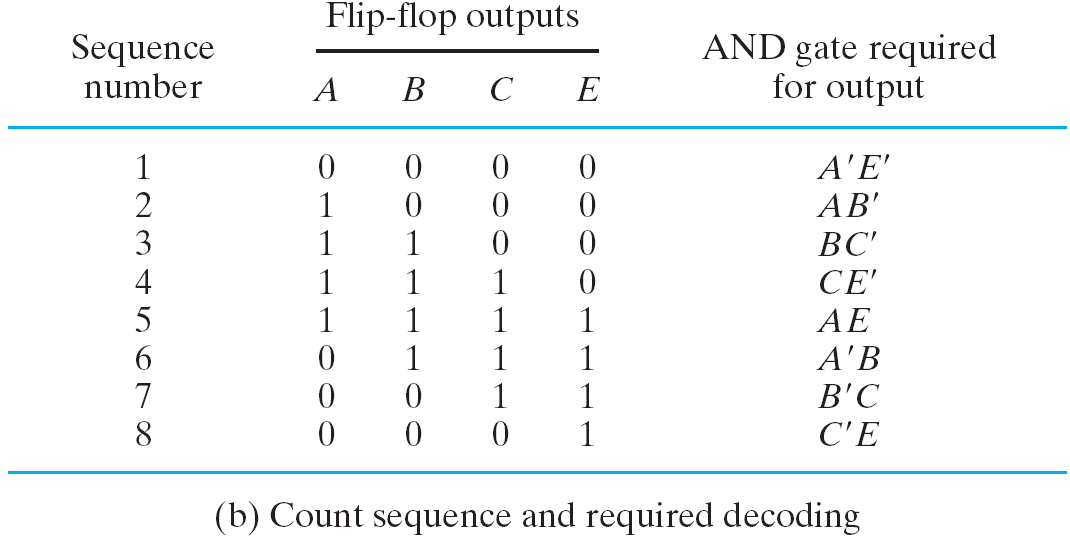 Flip-flop outputs
Sequence number
AND gate required for output
A B C E
1 0 0 0 0 A′E′
2 1 0 0 0 AB′
3 1 1 0 0 BC′
4 1 1 1 0 CE′
5 1 1 1 1 AE
6 0 1 1 1 A′B
7 0 0 1 1 B′C
8 0 0 0 1 C′E
(b) Count sequence and required decoding